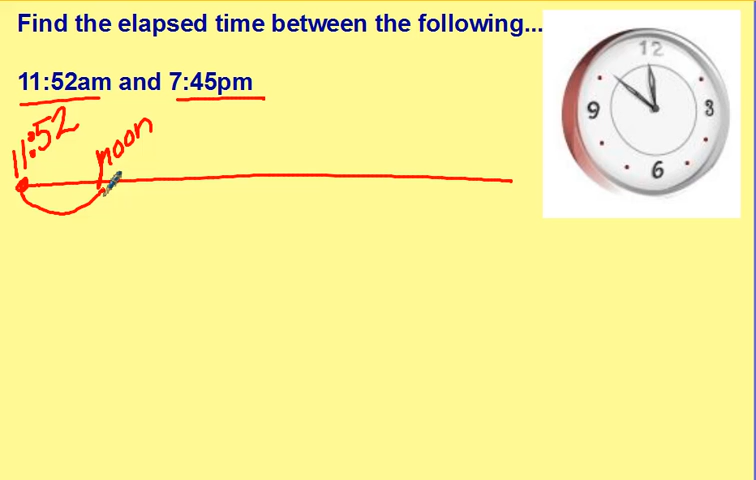 Find the elapsed time between the following...
11:52am and 7:45pm
11:52
noon
12
9
3
6